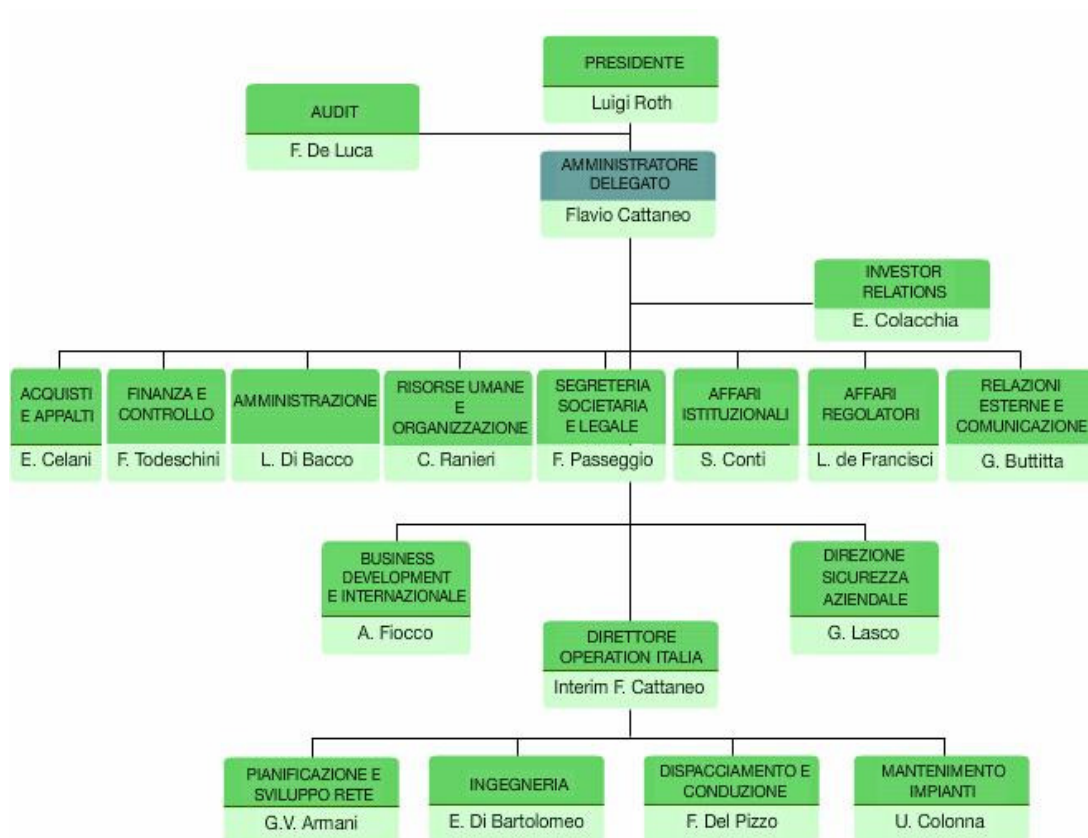 PRESIDENTE
Luigi Roth
AUDIT
F. De Luca
AMMINISTRATORE
DELEGATO
Flavio Cattaneo
INVESTOR
RELATIONS
E. Colacchia
ACQUISTI
E APPALTI
E. Celani
FINANZA E
CONTROLLO
F. Todeschini
AMMINISTRAZIONE
L. Di Bacco
RISORSE UMANE
E
ORGANIZZAZIONE
C. Ranieri
SEGRETERIA
SOCIETARIA
E LEGALE
F. Passeggio
AFFARI
ISTITUZIONALI
S. Conti
AFFARI
REGOLATORI
L. de Francisci
RELAZIONI
ESTERNE E
COMUNICAZIONE
G. Buttitta
BUSINESS
DEVELOPMENT
E INTERNAZIONALE
A. Fiocco
DIREZIONE
SICUREZZA
AZIENDALE
G. Lasco
DIRETTORE
OPERATION ITALIA
Interim F. Cattaneo
PIANIFICAZIONE E
SVILUPPO RETE
G.V. Armani
INGEGNERIA
E. Di Bartolomeo
DISPACCIAMENTO E
CONDUZIONE
F. Del Pizzo
MANTENIMENTO
IMPIANTI
U. Colonna